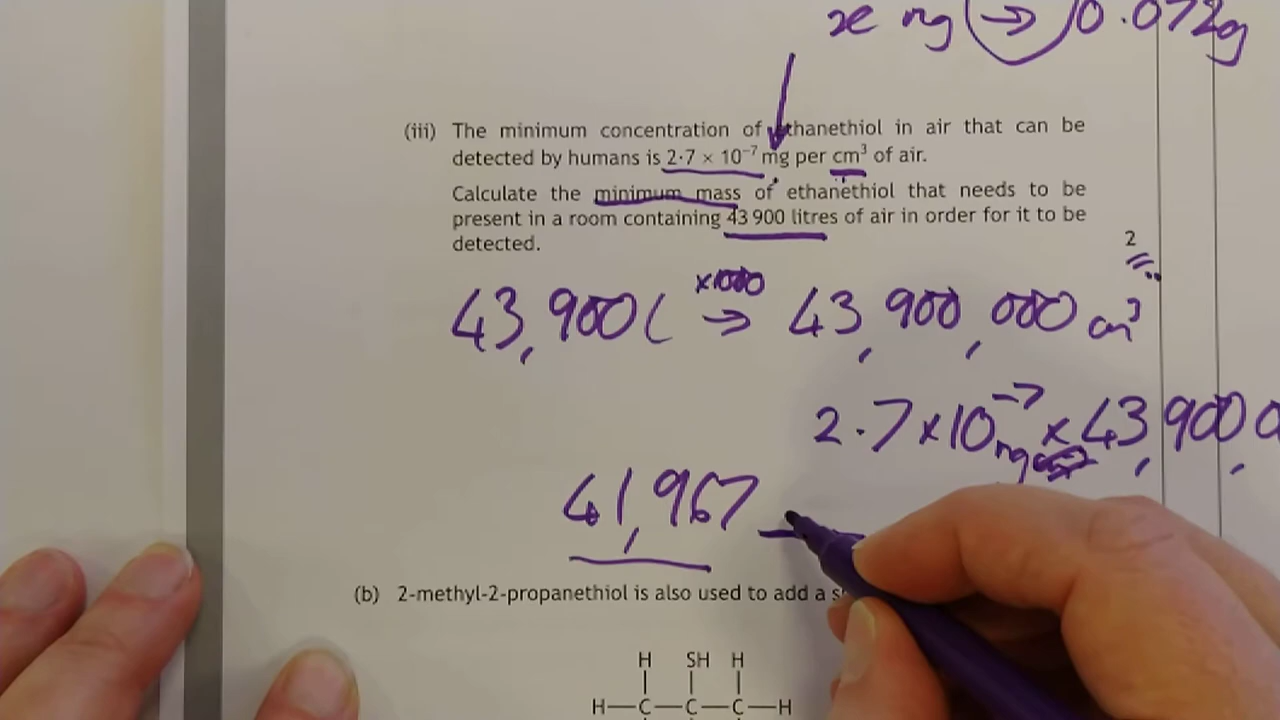 x mg → 0.072g
(iii) The minimum concentration of ethanethiol in air that can be
detected by humans is 2·7 × 10⁻⁷ mg per cm³ of air.
Calculate the minimum mass of ethanethiol that needs to be
present in a room containing 43 900 litres of air in order for it to be
detected.
2
×1000
43,900 l → 43,900,000 cm³
2.7×10⁻⁷ mg × 43,900,0
41,967
(b) 2-methyl-2-propanethiol is also used to add a s
H SH H
H—C—C—C—H